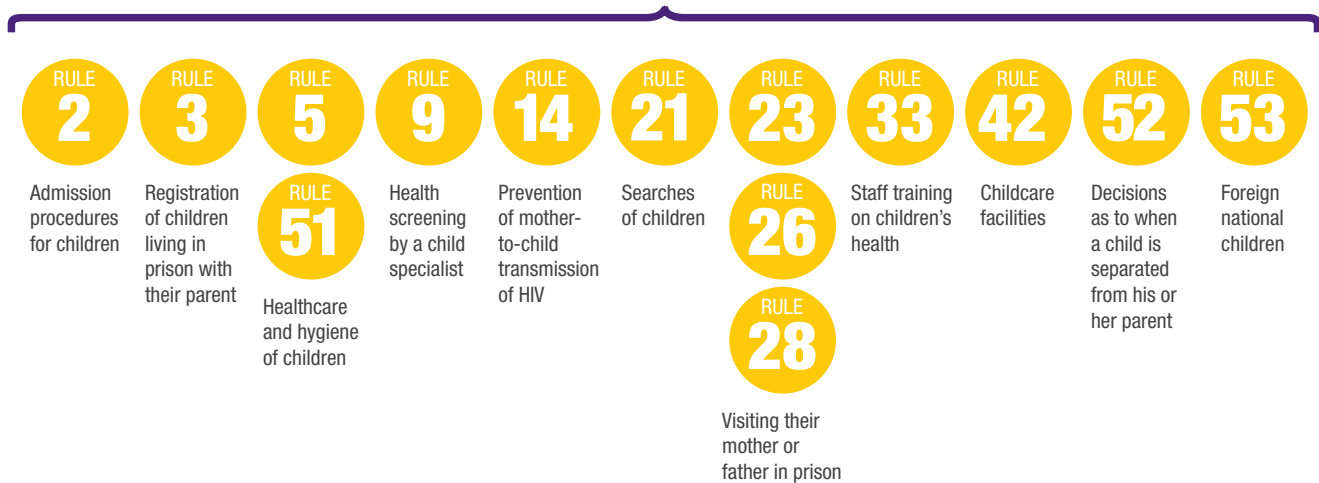 RULE
2
Admission
procedures
for children
RULE
3
Registration
of children
living in
prison with
their parent
RULE
5
RULE
51
Healthcare
and hygiene
of children
RULE
9
Health
screening
by a child
specialist
RULE
14
Prevention
of mother-
to-child
transmission
of HIV
RULE
21
Searches
of children
RULE
23
RULE
26
RULE
28
Visiting their
mother or
father in prison
RULE
33
Staff training
on children's
health
RULE
42
Childcare
facilities
RULE
52
Decisions
as to when
a child is
separated
from his or
her parent
RULE
53
Foreign
national
children